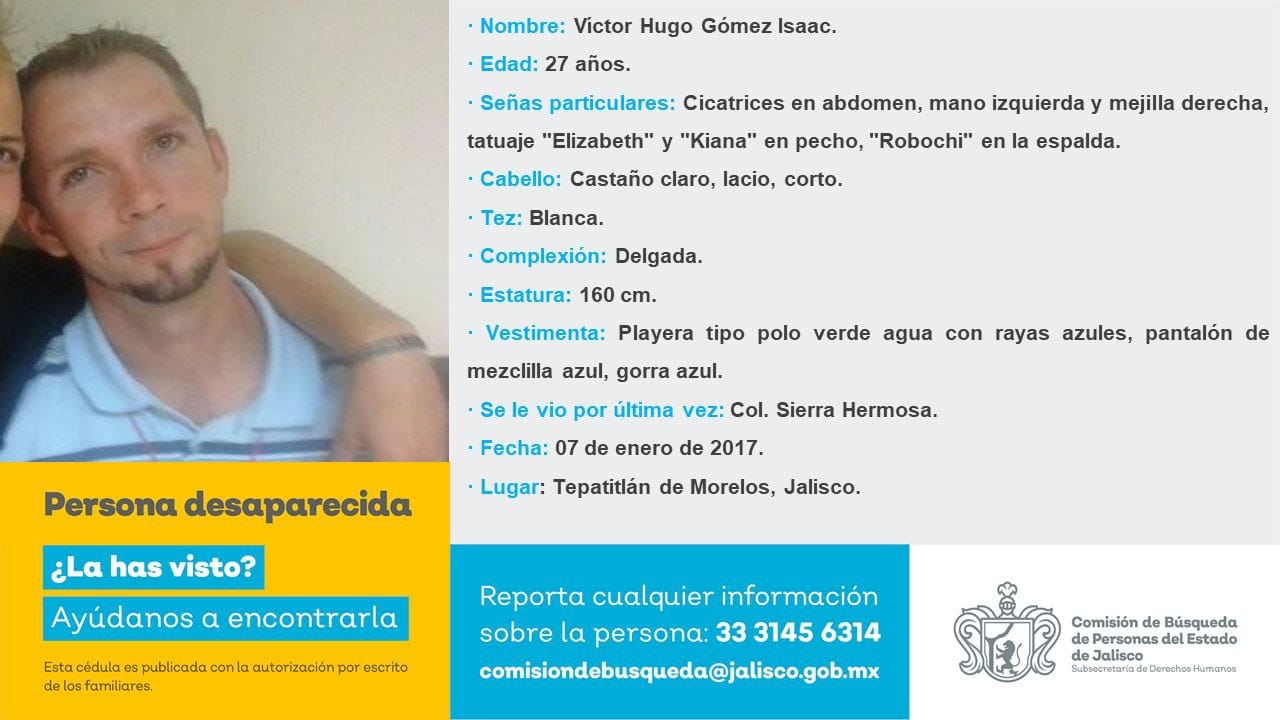 · Nombre: Víctor Hugo Gómez Isaac.
· Edad: 27 años.
· Señas particulares: Cicatrices en abdomen, mano izquierda y mejilla derecha,
tatuaje "Elizabeth" y "Kiana" en pecho, "Robochi" en la espalda.
· Cabello: Castaño claro, lacio, corto.
· Tez: Blanca.
· Complexión: Delgada.
· Estatura: 160 cm.
· Vestimenta: Playera tipo polo verde agua con rayas azules, pantalón de
mezclilla azul, gorra azul.
· Se le vio por última vez: Col. Sierra Hermosa.
· Fecha: 07 de enero de 2017.
· Lugar: Tepatitlán de Morelos, Jalisco.
Persona desaparecida
¿La has visto?
Ayúdanos a encontrarla
Esta cédula es publicada con la autorización por escrito
de los familiares.
Reporta cualquier información
sobre la persona: 33 3145 6314
comisiondebusqueda@jalisco.gob.mx
Comisión de Búsqueda
de Personas del Estado
de Jalisco
Subsecretaría de Derechos Humanos